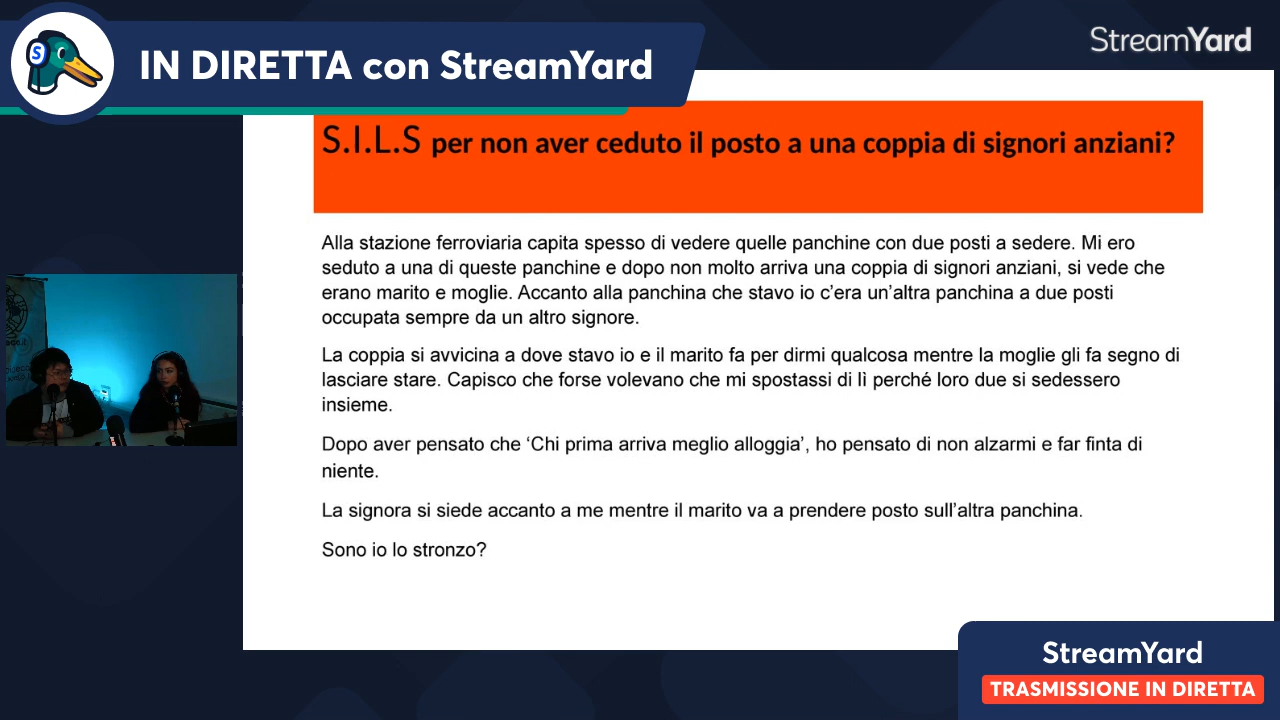 IN DIRETTA con StreamYard
StreamYard
S.I.L.S per non aver ceduto il posto a una coppia di signori anziani?
Alla stazione ferroviaria capita spesso di vedere quelle panchine con due posti a sedere. Mi ero
seduto a una di queste panchine e dopo non molto arriva una coppia di signori anziani, si vede che
erano marito e moglie. Accanto alla panchina che stavo io c’era un’altra panchina a due posti
occupata sempre da un altro signore.
La coppia si avvicina a dove stavo io e il marito fa per dirmi qualcosa mentre la moglie gli fa segno di
lasciare stare. Capisco che forse volevano che mi spostassi di lì perché loro due si sedessero
insieme.
Dopo aver pensato che ‘Chi prima arriva meglio alloggia’, ho pensato di non alzarmi e far finta di
niente.
La signora si siede accanto a me mentre il marito va a prendere posto sull’altra panchina.
Sono io lo stronzo?
StreamYard
TRASMISSIONE IN DIRETTA